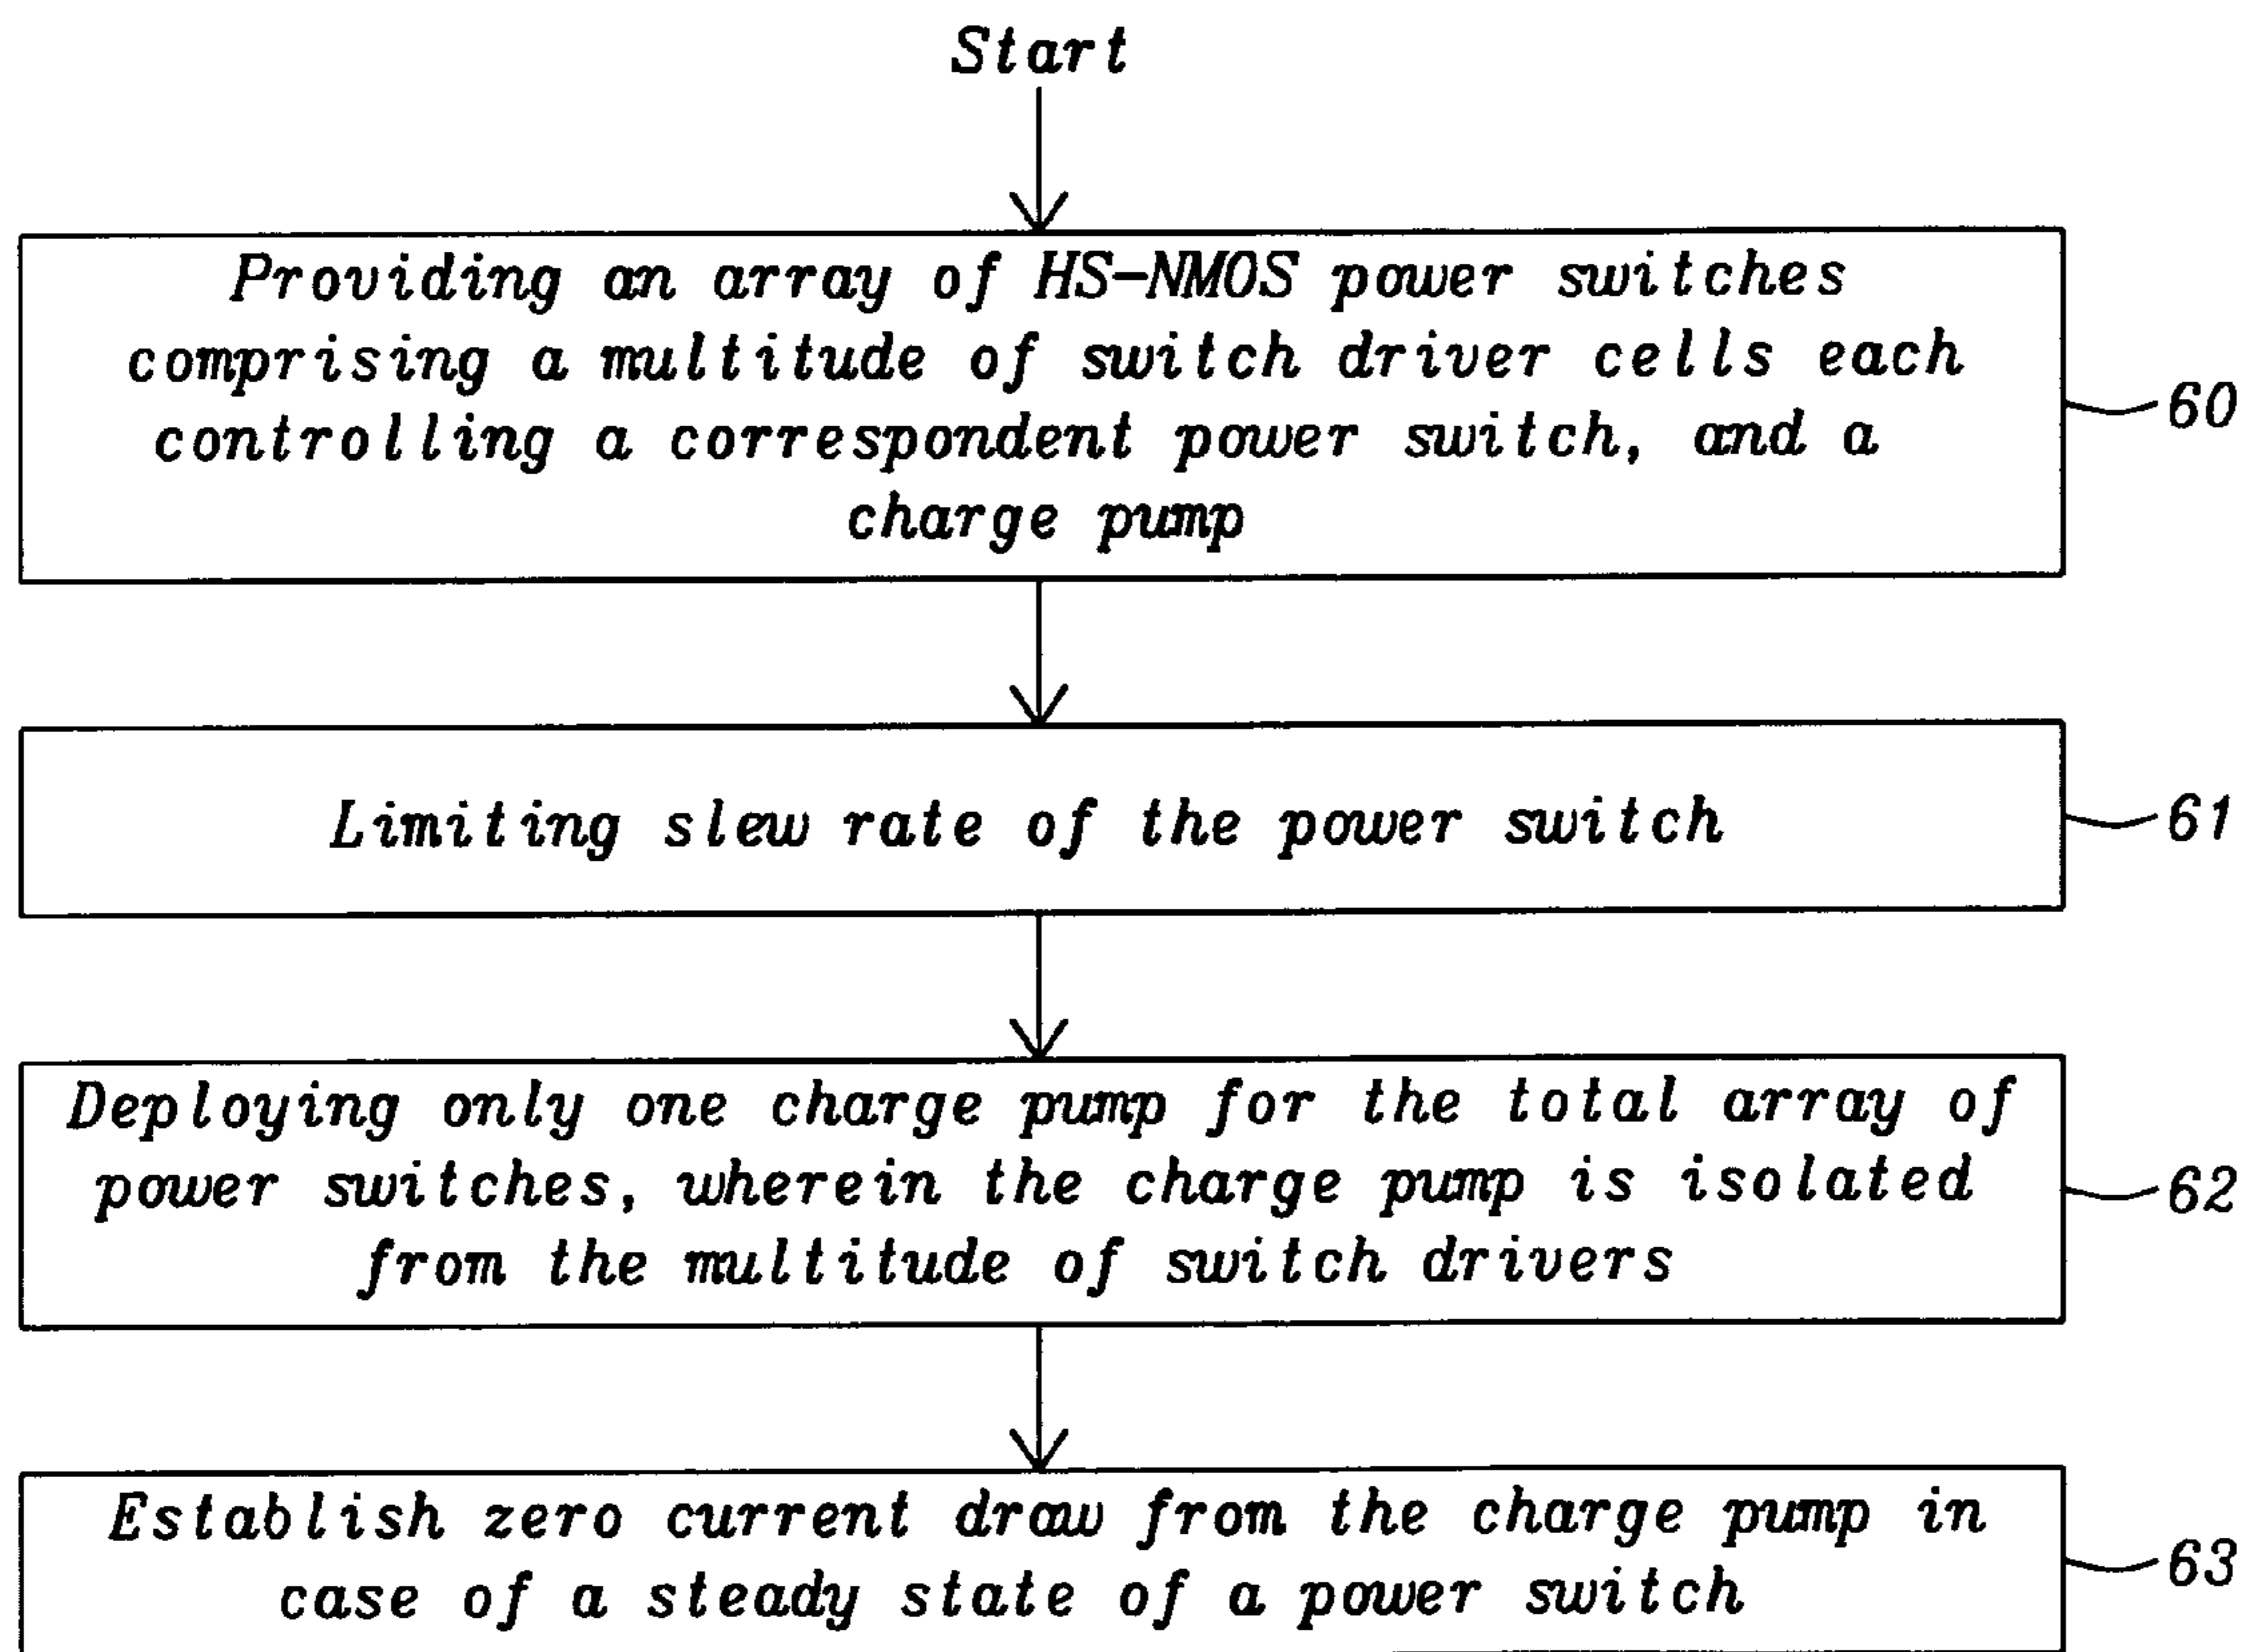 Start
Providing an array of HS-NMOS power switches
comprising a multitude of switch driver cells each
controlling a correspondent power switch, and a
charge pump
60
Limiting slew rate of the power switch
61
Deploying only one charge pump for the total array of
power switches, wherein the charge pump is isolated
from the multitude of switch drivers
62
Establish zero current draw from the charge pump in
case of a steady state of a power switch
63